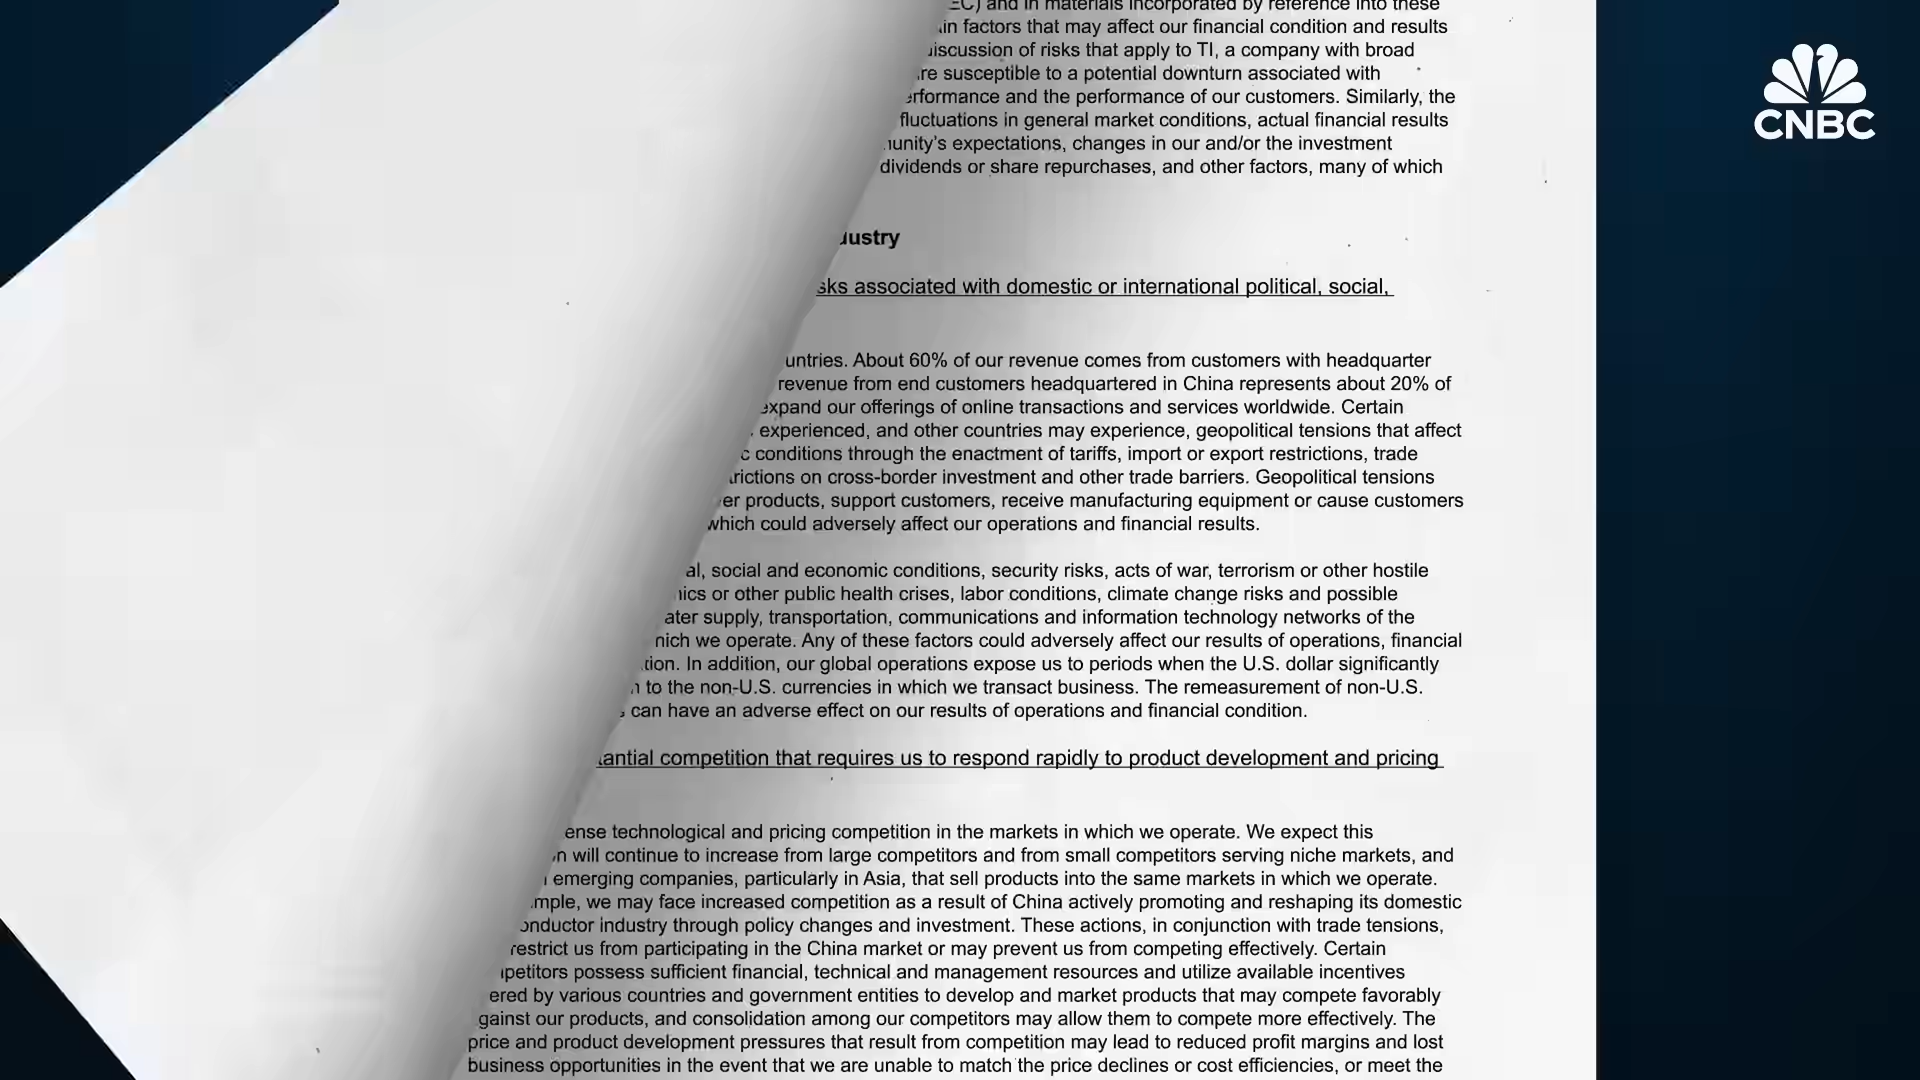 and in materials incorporated by reference into these
in factors that may affect our financial condition and results
discussion of risks that apply to TI, a company with broad
susceptible to a potential downturn associated with
and the performance of our customers. Similarly, the
fluctuations in general market conditions, actual financial results
expectations, changes in our and/or the investment
dividends or share repurchases, and other factors, many of which
CNBC
associated with domestic or international political, social,
About 60% of our revenue comes from customers with headquarter
revenue from end customers headquartered in China represents about 20% of
expand our offerings of online transactions and services worldwide. Certain
experienced, and other countries may experience, geopolitical tensions that affect
conditions through the enactment of tariffs, import or export restrictions, trade
on cross-border investment and other trade barriers. Geopolitical tensions
products, support customers, receive manufacturing equipment or cause customers
which could adversely affect our operations and financial results.
social and economic conditions, security risks, acts of war, terrorism or other hostile
or other public health crises, labor conditions, climate change risks and possible
supply, transportation, communications and information technology networks of the
we operate. Any of these factors could adversely affect our results of operations, financial
In addition, our global operations expose us to periods when the U.S. dollar significantly
to the non-U.S. currencies in which we transact business. The remeasurement of non-U.S.
can have an adverse effect on our results of operations and financial condition.
competition that requires us to respond rapidly to product development and pricing
technological and pricing competition in the markets in which we operate. We expect this
will continue to increase from large competitors and from small competitors serving niche markets, and
emerging companies, particularly in Asia, that sell products into the same markets in which we operate.
we may face increased competition as a result of China actively promoting and reshaping its domestic
industry through policy changes and investment. These actions, in conjunction with trade tensions,
restrict us from participating in the China market or may prevent us from competing effectively. Certain
possess sufficient financial, technical and management resources and utilize available incentives
by various countries and government entities to develop and market products that may compete favorably
against our products, and consolidation among our competitors may allow them to compete more effectively. The
price and product development pressures that result from competition may lead to reduced profit margins and lost
business opportunities in the event that we are unable to match the price declines or cost efficiencies, or meet the